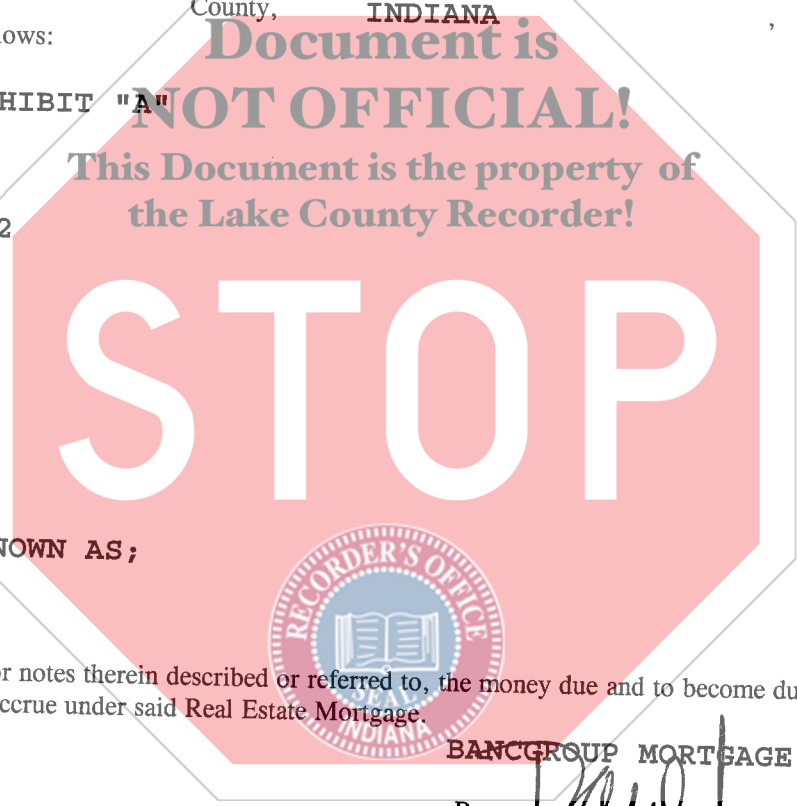 County, INDIANA ,
ows:
Document is
HIBIT "A"
NOT OFFICIAL!
This Document is the property of
the Lake County Recorder!
2
STOP
NOWN AS;
RECORDER'S OFFICE
SEAL
INDIANA
r notes therein described or referred to, the money due and to become du
ccrue under said Real Estate Mortgage.
BANCGROUP MORTGAGE